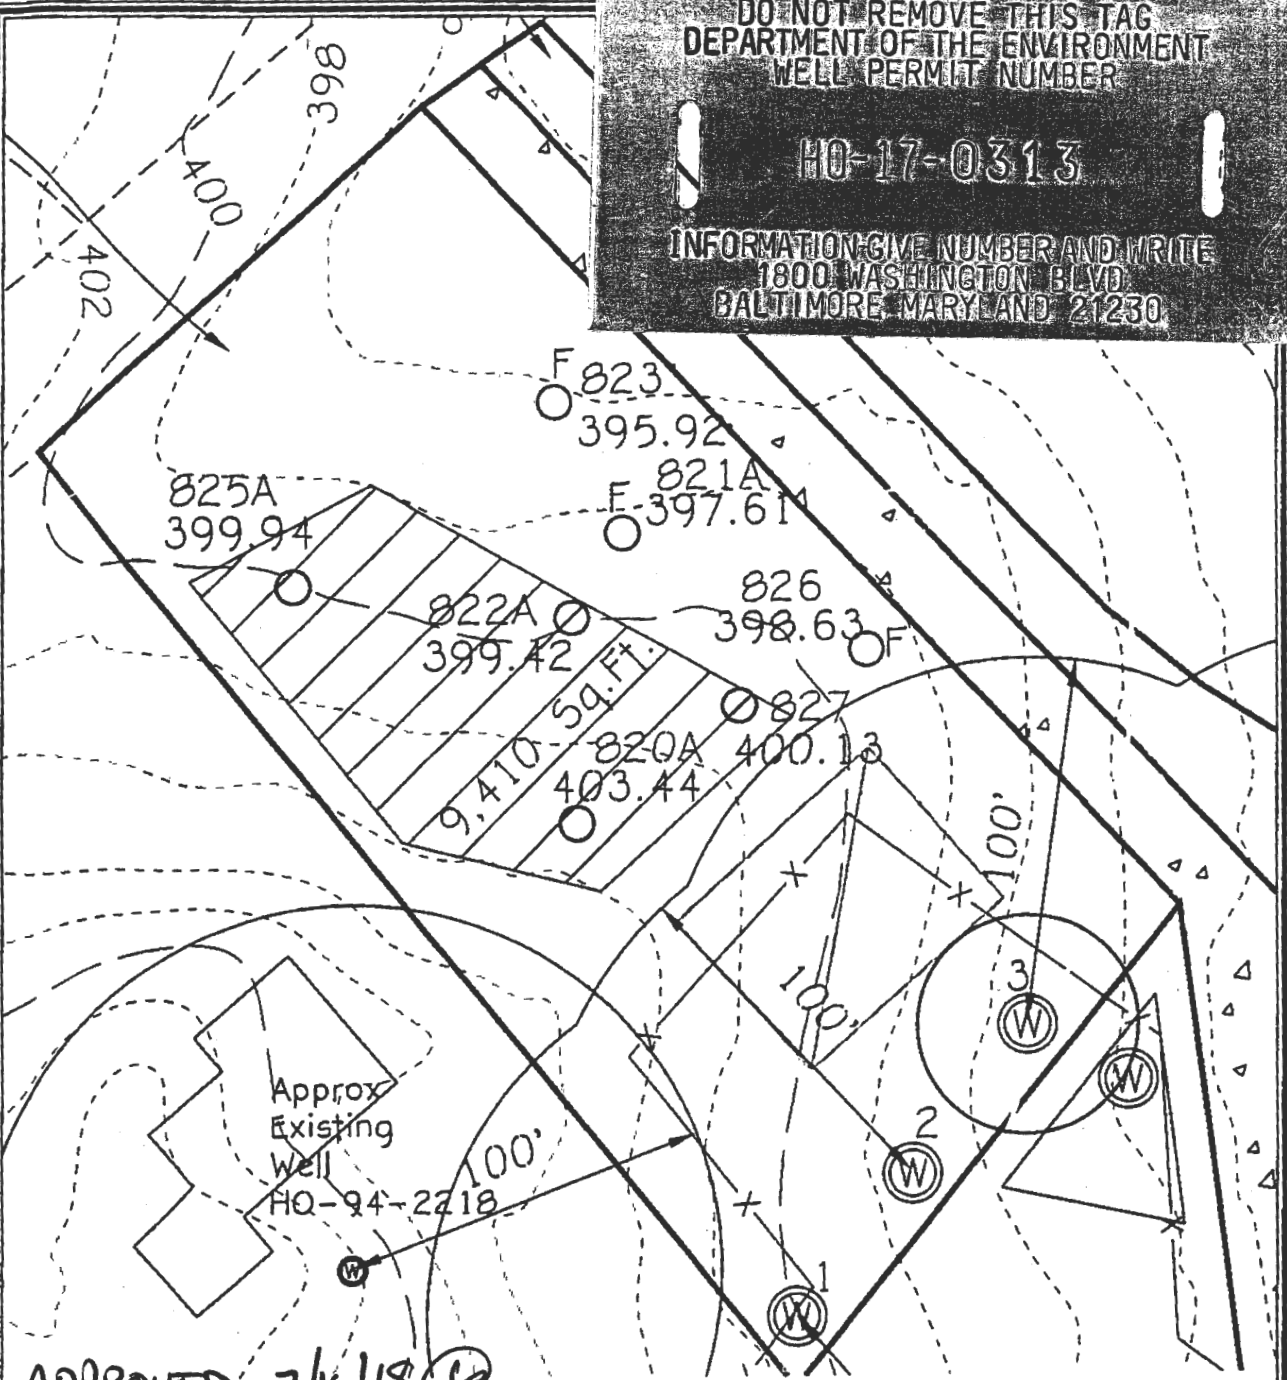 DO NOT REMOVE THIS TAG
DEPARTMENT OF THE ENVIRONMENT
WELL PERMIT NUMBER
HO-17-0313
INFORMATION-GIVE NUMBER AND WRITE
1800 WASHINGTON BLVD.
BALTIMORE MARYLAND 21230
398
400
402
F
823
395.92
825A
399.94
F
821A
397.61
822A
399.42
826
398.63
F
827
400.13
820A
403.44
9,410 Sq.Ft.
100'
100'
100'
3
W
W
2
W
1
W
Approx
Existing
Well
HO-94-2218
W
APPROVED